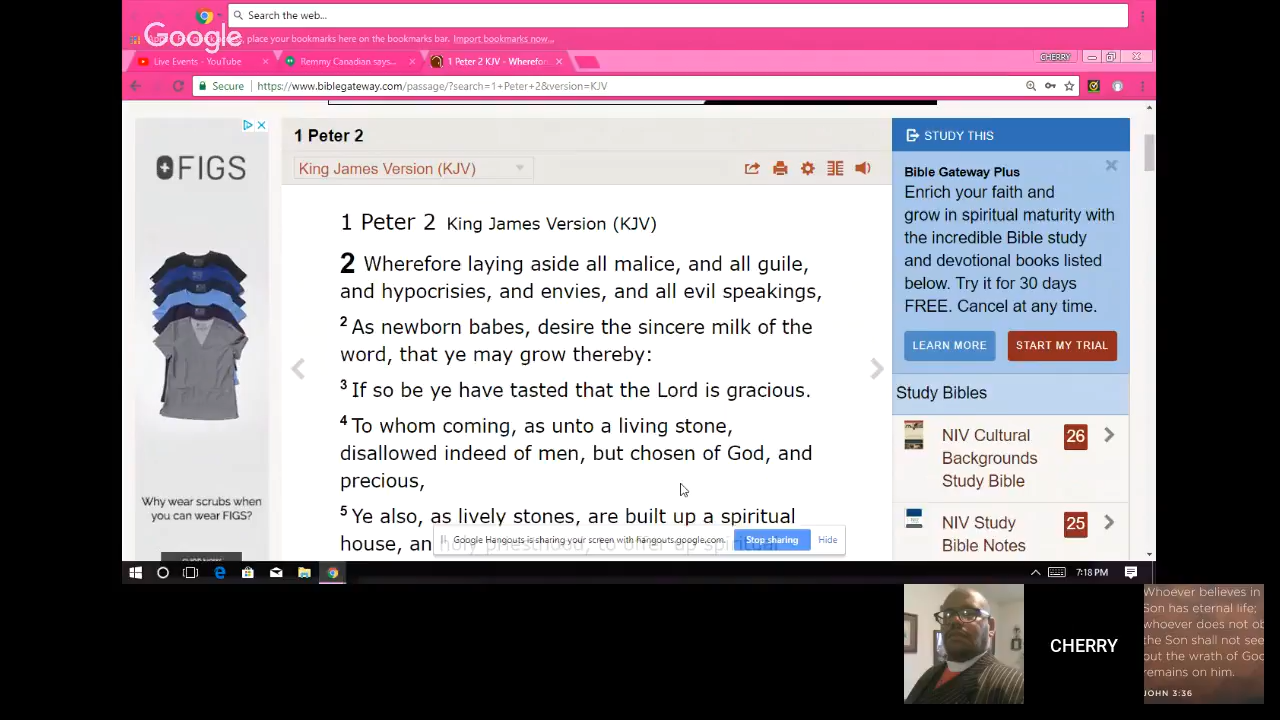 Search the web...
Google
place your bookmarks here on the bookmarks bar. Import bookmarks now...
Live Events - YouTube
Remmy Canadian says...
1 Peter 2 KJV - Wherefor
CHERRY
Secure
https://www.biblegateway.com/passage/?search=1+Peter+2&version=KJV
1 Peter 2
STUDY THIS
FIGS
King James Version (KJV)
Bible Gateway Plus
Enrich your faith and
grow in spiritual maturity with
the incredible Bible study
and devotional books listed
below. Try it for 30 days
FREE. Cancel at any time.
LEARN MORE
START MY TRIAL
1 Peter 2 King James Version (KJV)
2 Wherefore laying aside all malice, and all guile,
and hypocrisies, and envies, and all evil speakings,
2 As newborn babes, desire the sincere milk of the
word, that ye may grow thereby:
3 If so be ye have tasted that the Lord is gracious.
4 To whom coming, as unto a living stone,
disallowed indeed of men, but chosen of God, and
precious,
5 Ye also, as lively stones, are built up a spiritual
house, an holy priesthood, to offer up spiritual
Study Bibles
NIV Cultural
Backgrounds
Study Bible
26
NIV Study
Bible Notes
25
Why wear scrubs when
you can wear FIGS?
Google Hangouts is sharing your screen with hangouts.google.com.
Stop sharing
Hide
7:18 PM
CHERRY
Whoever believes in
Son has eternal life;
whoever does not ob
the Son shall not see
but the wrath of God
remains on him.
JOHN 3:36